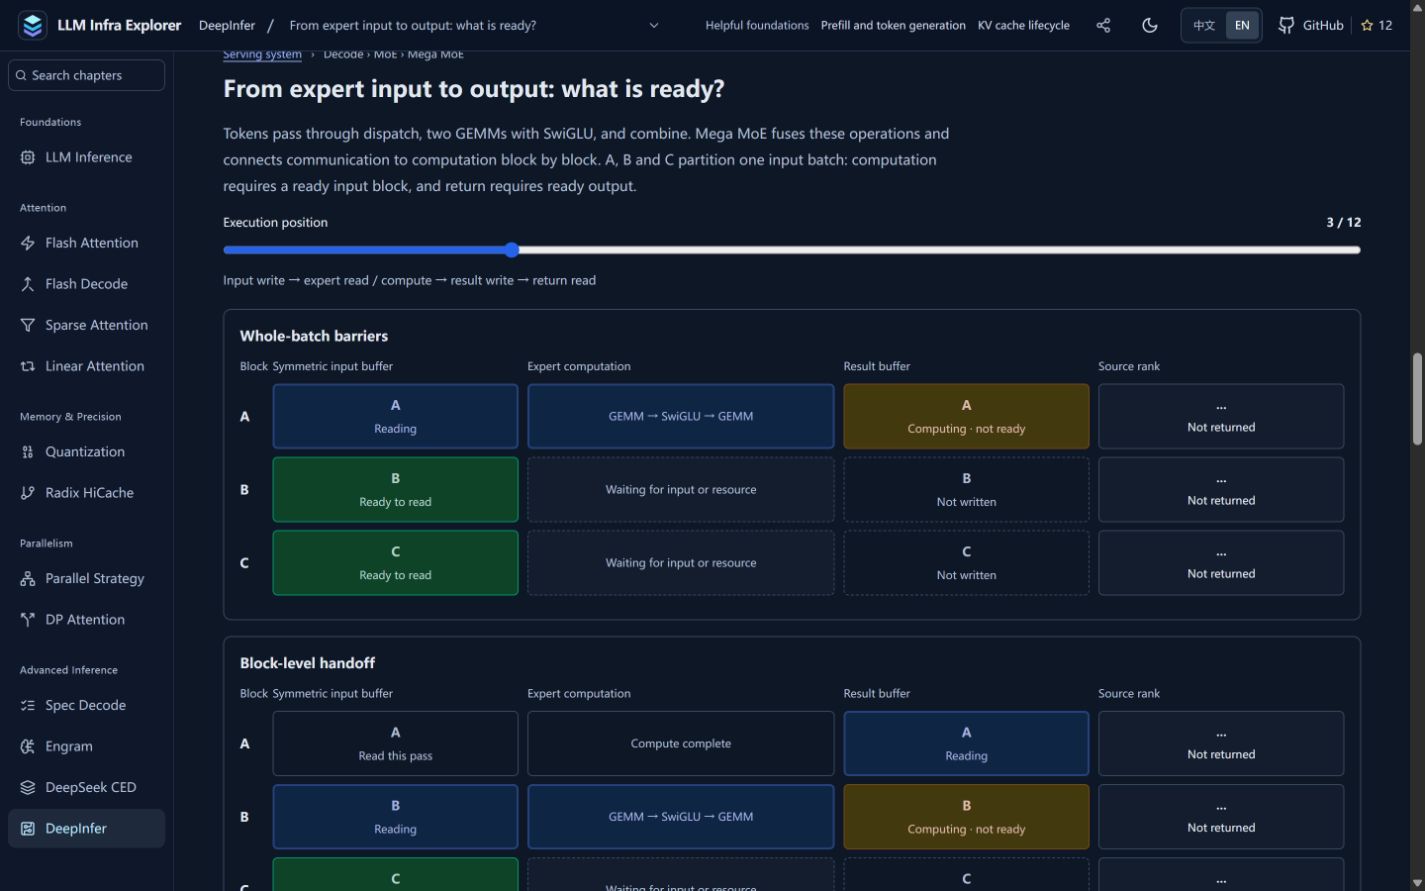 LLM Infra Explorer
DeepInfer / From expert input to output: what is ready?
Helpful foundations Prefill and token generation KV cache lifecycle
中文 EN
GitHub 12
Search chapters
Foundations
LLM Inference
Attention
Flash Attention
Flash Decode
Sparse Attention
Linear Attention
Memory & Precision
Quantization
Radix HiCache
Parallelism
Parallel Strategy
DP Attention
Advanced Inference
Spec Decode
Engram
DeepSeek CED
DeepInfer
Serving system › Decode › MoE › Mega MoE
From expert input to output: what is ready?
Tokens pass through dispatch, two GEMMs with SwiGLU, and combine. Mega MoE fuses these operations and
connects communication to computation block by block. A, B and C partition one input batch: computation
requires a ready input block, and return requires ready output.
Execution position 3 / 12
Input write → expert read / compute → result write → return read
Whole-batch barriers
Block Symmetric input buffer Expert computation Result buffer Source rank
A
A
Reading
GEMM → SwiGLU → GEMM
A
Computing · not ready
...
Not returned
B
B
Ready to read
Waiting for input or resource
B
Not written
...
Not returned
C
C
Ready to read
Waiting for input or resource
C
Not written
...
Not returned
Block-level handoff
Block Symmetric input buffer Expert computation Result buffer Source rank
A
A
Read this pass
Compute complete
A
Reading
...
Not returned
B
B
Reading
GEMM → SwiGLU → GEMM
B
Computing · not ready
...
Not returned
C
C
Waiting for input or resource
C
...